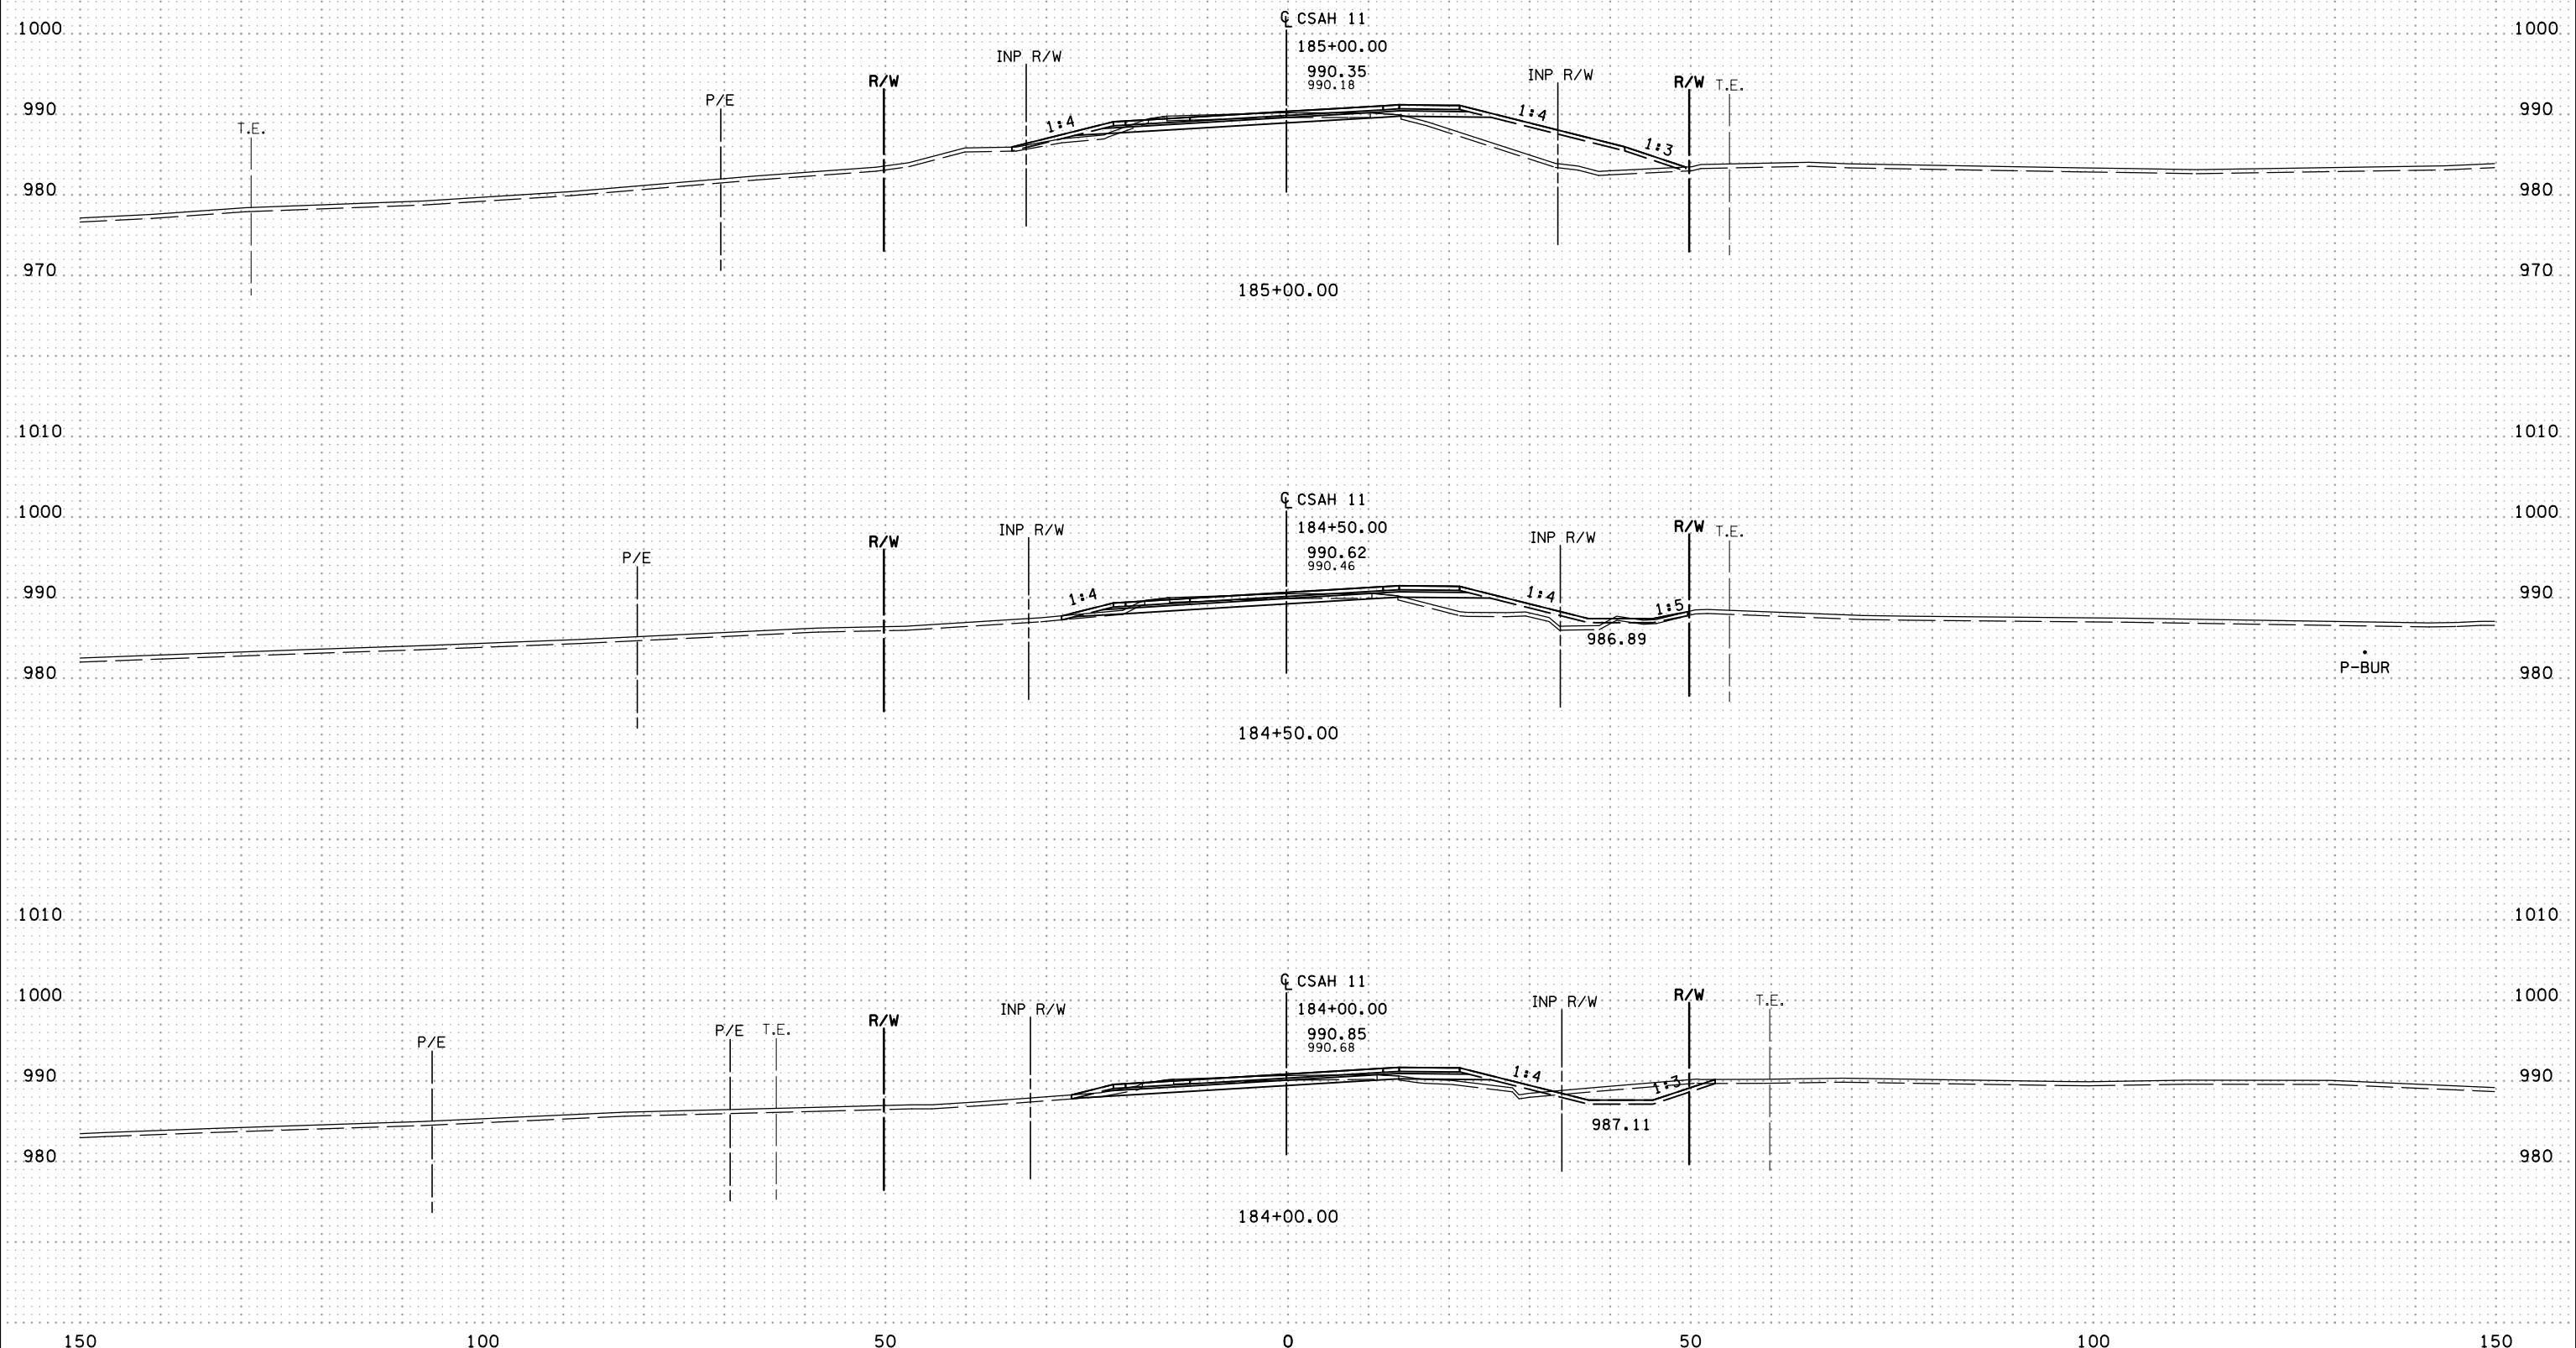 ℄ CSAH 11
1000 1000
185+00.00
INP R/W
990.35
INP R/W
R/W R/W
T.E.
990.18
P/E
990 990
1:4
1:4
T.E.
1:3
980 980
970 970
185+00.00
1010 1010
℄ CSAH 11
1000 1000
184+50.00
R/W
INP R/W
T.E.
INP R/W
R/W
990.62
P/E
990.46
990 990
1:4
1:4
1:5
986.89
980 980
P-BUR
184+50.00
1010 1010
℄ CSAH 11
1000 1000
R/W
T.E.
INP R/W
184+00.00
INP R/W
R/W
P/E T.E.
990.85
P/E
990.68
990 990
1:4
1:3
987.11
980 980
184+00.00
150 100 50 0 50 100 150